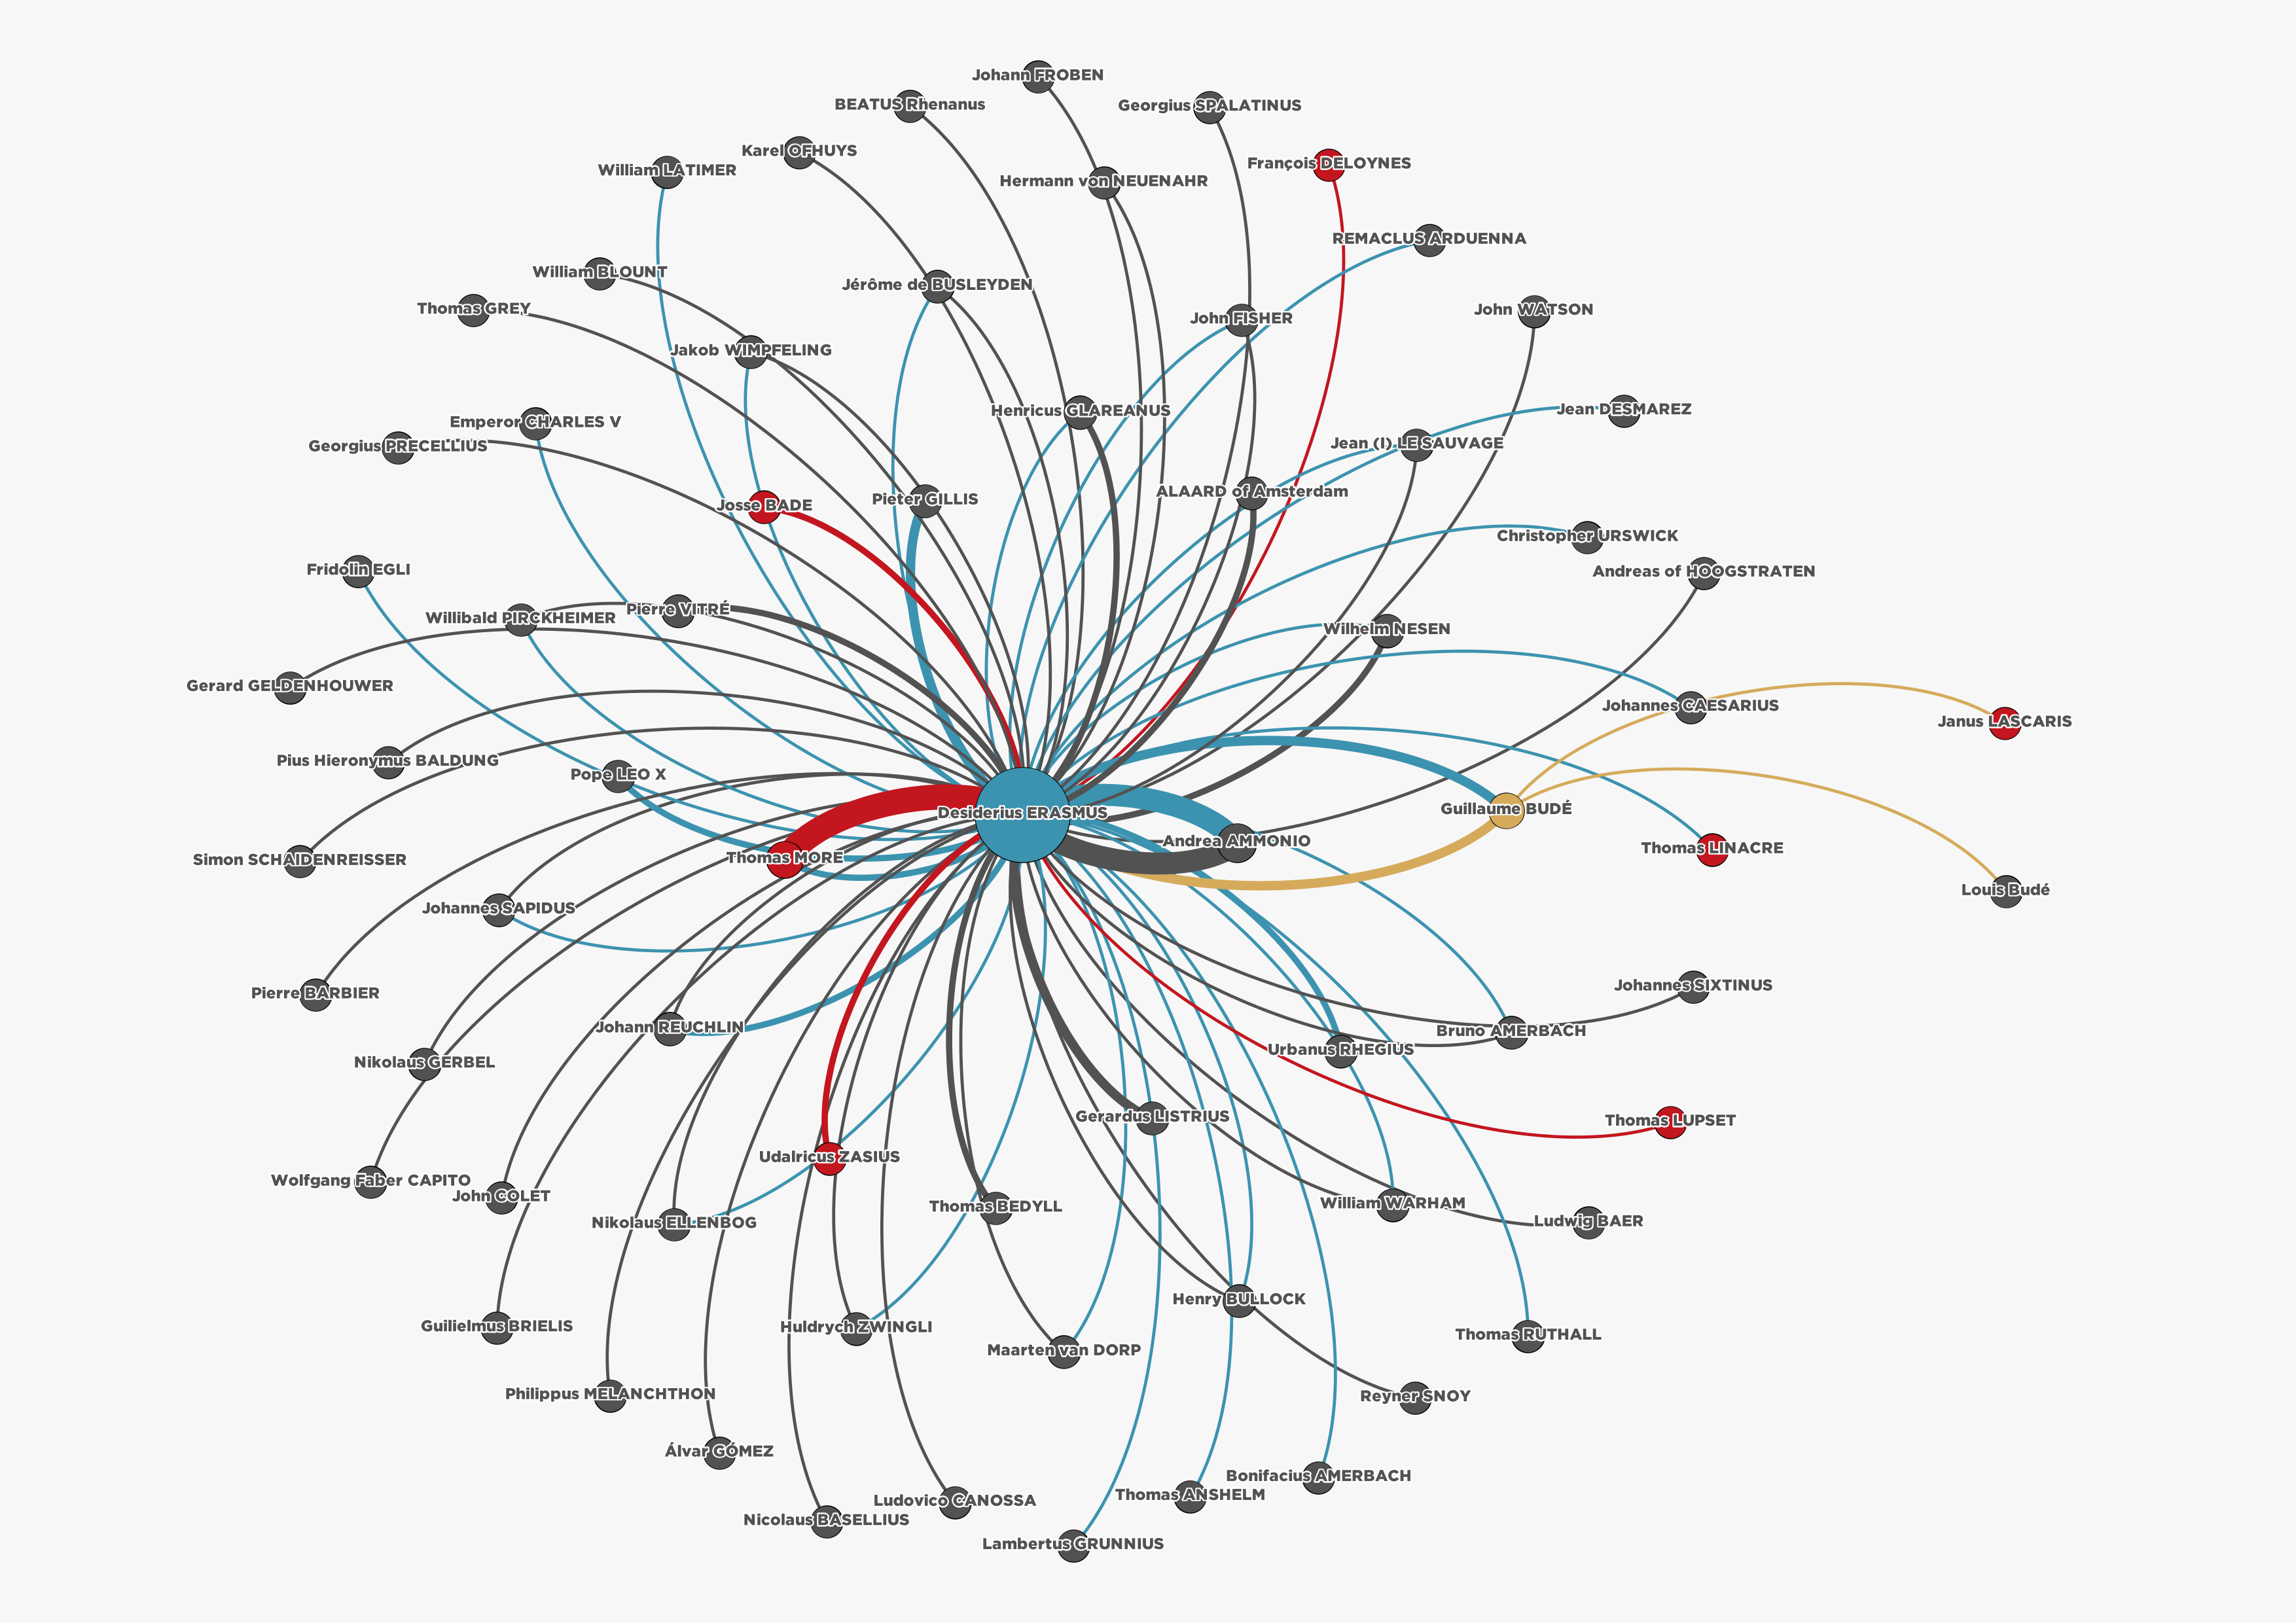 Johann FROBEN
BEATUS Rhenanus
Georgius SPALATINUS
Karel OFHUYS
François DELOYNES
William LATIMER
Hermann von NEUENAHR
REMACLUS ARDUENNA
William BLOUNT
Jérôme de BUSLEYDEN
Thomas GREY
John FISHER
John WATSON
Jakob WIMPFELING
Henricus GLAREANUS
Jean DESMAREZ
Emperor CHARLES V
Georgius PRECELLIUS
Jean (I) LE SAUVAGE
ALAARD of Amsterdam
Pieter GILLIS
Josse BADE
Christopher URSWICK
Fridolin EGLI
Andreas of HOOGSTRATEN
Pierre VITRÉ
Willibald PIRCKHEIMER
Wilhelm NESEN
Gerard GELDENHOUWER
Johannes CAESARIUS
Janus LASCARIS
Pius Hieronymus BALDUNG
Pope LEO X
Guillaume BUDÉ
Desiderius ERASMUS
Andrea AMMONIO
Thomas LINACRE
Simon SCHAIDENREISSER
Thomas MORE
Louis Budé
Johannes SAPIDUS
Johannes SIXTINUS
Pierre BARBIER
Johann REUCHLIN
Bruno AMERBACH
Urbanus RHEGIUS
Nikolaus GERBEL
Gerardus LISTRIUS
Thomas LUPSET
Udalricus ZASIUS
Wolfgang Faber CAPITO
John COLET
William WARHAM
Thomas BEDYLL
Nikolaus ELLENBOG
Ludwig BAER
Henry BULLOCK
Guilielmus BRIELIS
Huldrych ZWINGLI
Thomas RUTHALL
Maarten van DORP
Philippus MELANCHTHON
Reyner SNOY
Álvar GÓMEZ
Bonifacius AMERBACH
Thomas ANSHELM
Ludovico CANOSSA
Nicolaus BASELLIUS
Lambertus GRUNNIUS